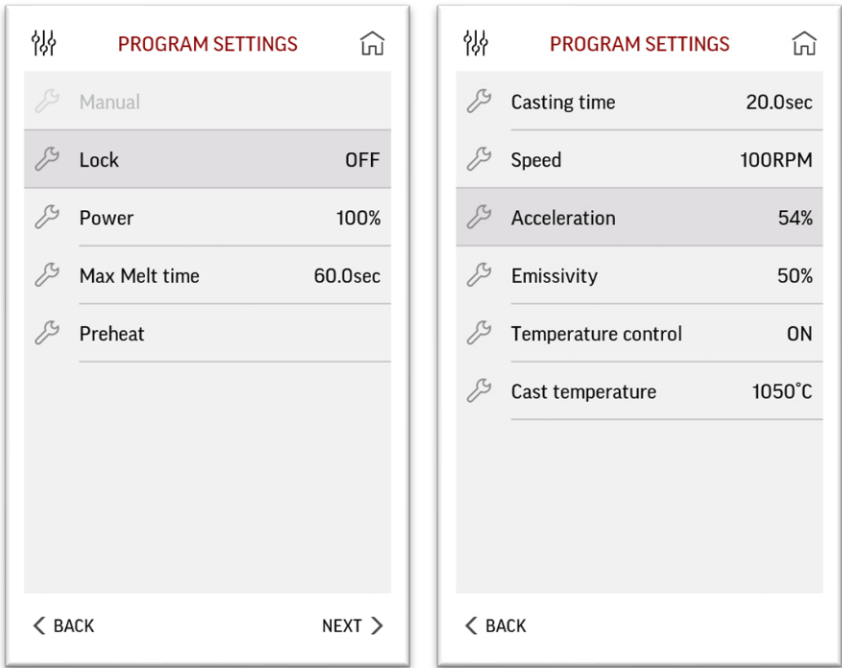 PROGRAM SETTINGS
Manual
Lock OFF
Power 100%
Max Melt time 60.0sec
Preheat
BACK NEXT
PROGRAM SETTINGS
Casting time 20.0sec
Speed 100RPM
Acceleration 54%
Emissivity 50%
Temperature control ON
Cast temperature 1050°C
BACK